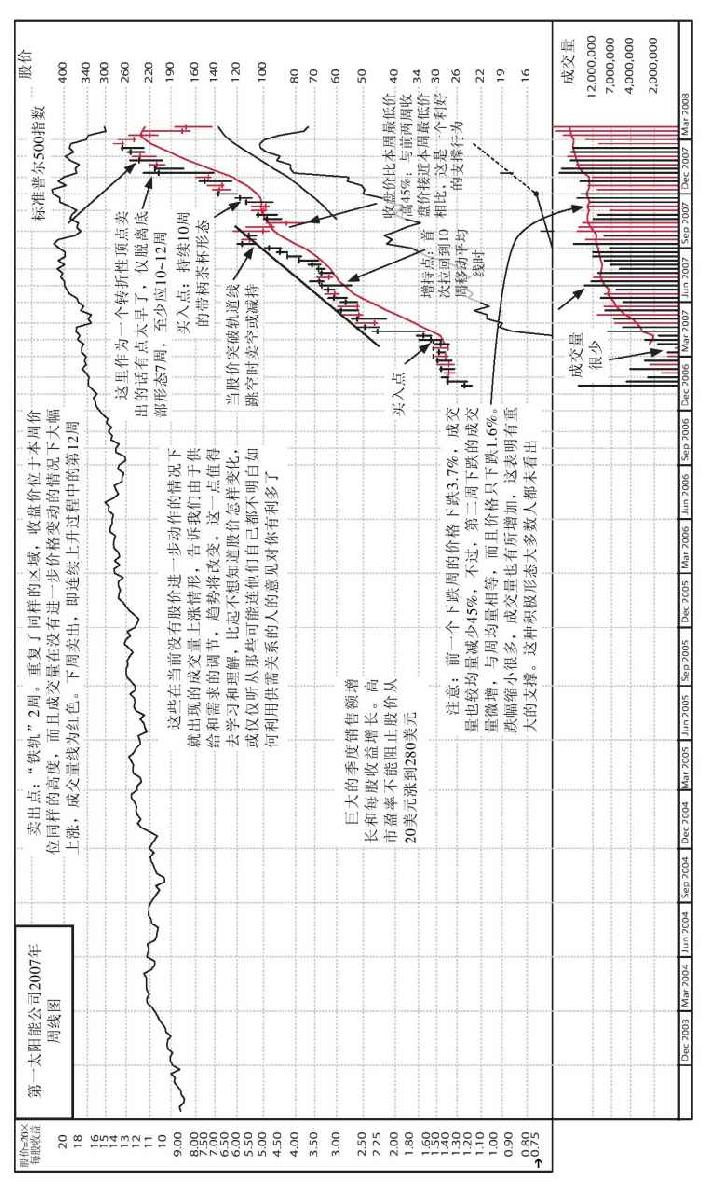 第一太阳能公司2007年
周线图
卖出点：“铁轨”2周。重复了同样的区域，收盘价位于本周价
位同样的高度，而且成交量在没有进一步价格变动的情况下大幅
上涨，成交量线为红色。下周卖出，即连续上升过程中的第12周
标准普尔500指数
股价
400
340
300
260
220
190
160
140
120
100
80
70
60
50
40
34
30
26
22
19
16
股价=20×
每股收益
20
18
16
15
14
13
12
11
10
9.00
8.00
7.50
7.00
6.50
6.00
5.50
5.00
4.50
4.00
3.50
3.00
2.50
2.25
2.00
1.80
1.60
1.50
1.40
1.30
1.20
1.10
1.00
0.90
0.80
0.75
这里作为一个转折性顶点卖
出的话有点太早了，仅脱离底
部形态7周，至少应10-12周
买入点：持续10周
的带柄茶杯形态
当股价突破轨道线
跳空时卖空或减持
这些在当前没有股价进一步动作的情况下
就出现的成交量上涨情形，告诉我们由于供
给和需求的调节，趋势将改变。这一点值得
去学习和理解，比起不想知道股价怎样变化，
或仅仅听从那些可能连他们自己都不明白如
何利用供需关系的人的意见对你有利多了
巨大的季度销售额增
长和每股收益增长。高
市盈率不能阻止股价从
20美元涨到280美元
买入点
收盘价比本周最低价
高45%；与前两周收
盘价接近本周最低价
相比，这是一个利好
的支撑行为
增持点：首
次拉回到10
周移动平均
线时
注意：前一个下跌周的价格下跌3.7%，成交
量也较均量减少45%，不过，第二周下跌的成交
量微增，与周均量相等，而且价格只下跌1.6%。
跌幅缩小很多，成交量也有所增加，这表明有重
大的支撑。这种积极形态大多数人都未看出
成交量
很少
成交量
12,000,000
7,000,000
4,000,000
2,000,000
Dec 2003
Mar 2004
Jun 2004
Sep 2004
Dec 2004
Mar 2005
Jun 2005
Sep 2005
Dec 2005
Mar 2006
Jun 2006
Sep 2006
Dec 2006
Mar 2007
Jun 2007
Sep 2007
Dec 2007
Mar 2008